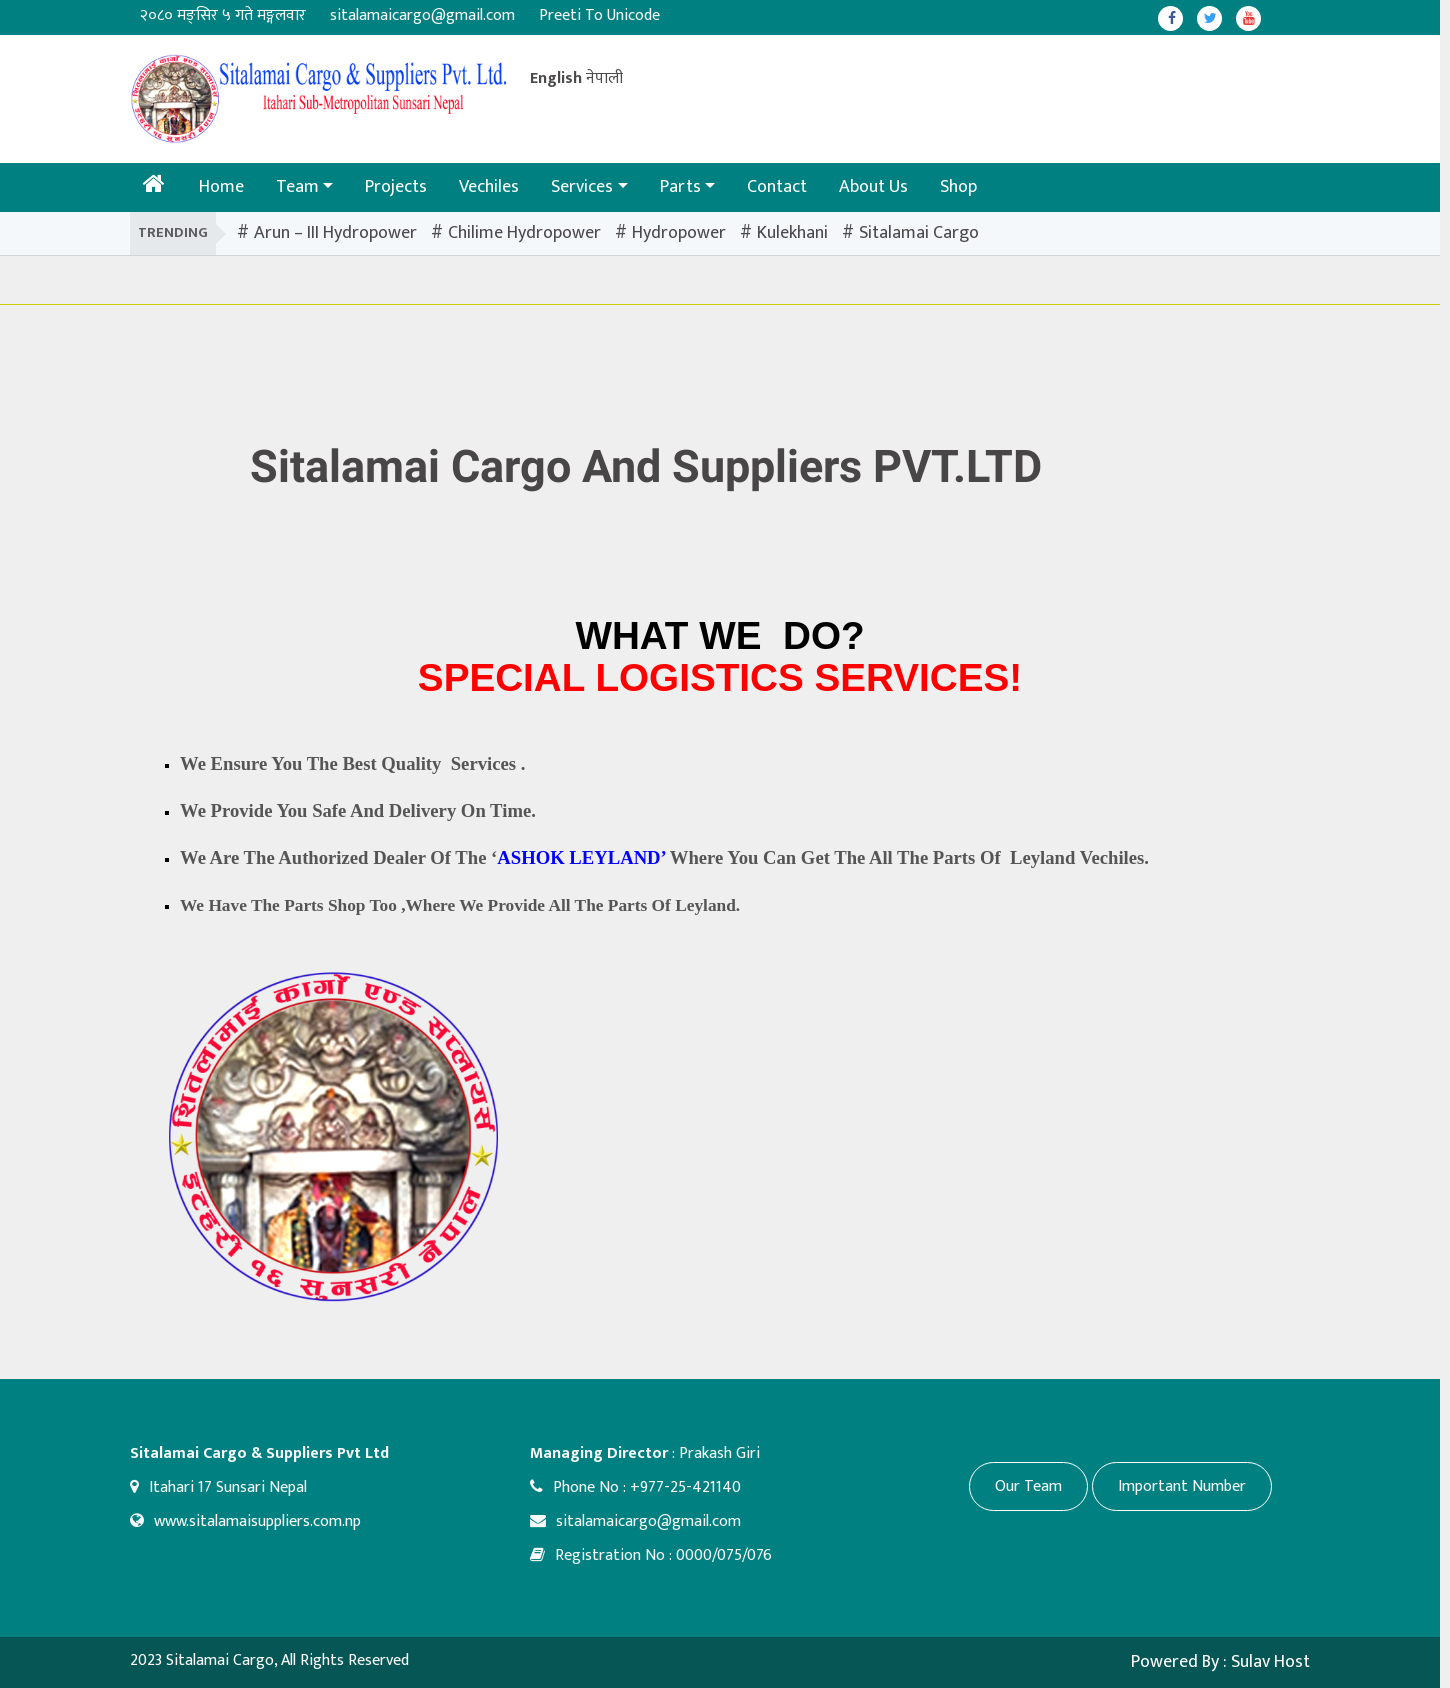 २०८० मङ्सिर ५ गते मङ्गलवार sitalamaicargo@gmail.com Preeti To Unicode
Sitalamai Cargo & Suppliers Pvt. Ltd.
Itahari Sub-Metropolitan Sunsari Nepal
English नेपाली
Home Team Projects Vechiles Services Parts Contact About Us Shop
TRENDING # Arun – III Hydropower # Chilime Hydropower # Hydropower # Kulekhani # Sitalamai Cargo
Sitalamai Cargo And Suppliers PVT.LTD
WHAT WE DO?
SPECIAL LOGISTICS SERVICES!
We Ensure You The Best Quality Services .
We Provide You Safe And Delivery On Time.
We Are The Authorized Dealer Of The ‘ASHOK LEYLAND’ Where You Can Get The All The Parts Of Leyland Vechiles.
We Have The Parts Shop Too ,Where We Provide All The Parts Of Leyland.
शितलामाई कार्गो एण्ड सप्लायर्स
इटहरी १६ सुनसरी नेपाल
Sitalamai Cargo & Suppliers Pvt Ltd
Itahari 17 Sunsari Nepal
www.sitalamaisuppliers.com.np
Managing Director : Prakash Giri
Phone No : +977-25-421140
sitalamaicargo@gmail.com
Registration No : 0000/075/076
Our Team Important Number
2023 Sitalamai Cargo, All Rights Reserved
Powered By : Sulav Host